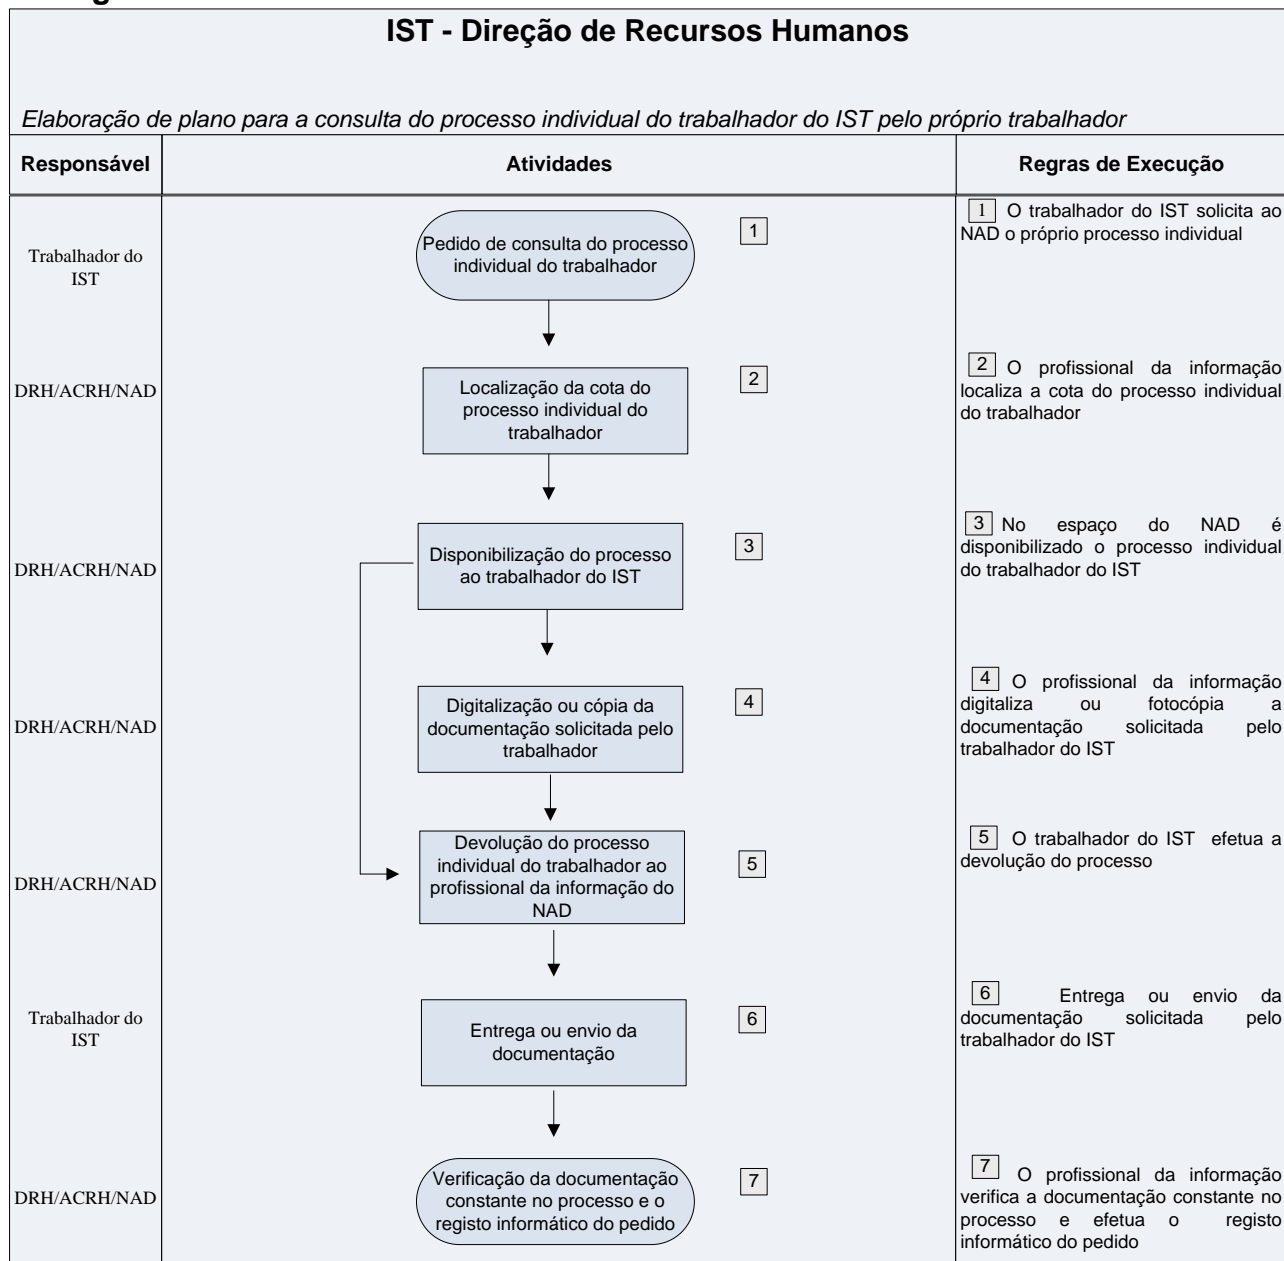 IST - Direção de Recursos Humanos
Elaboração de plano para a consulta do processo individual do trabalhador do IST pelo próprio trabalhador
Responsável
Atividades
Regras de Execução
Trabalhador do
IST
Pedido de consulta do processo
individual do trabalhador
1
1 O trabalhador do IST solicita ao
NAD o próprio processo individual
DRH/ACRH/NAD
Localização da cota do
processo individual do
trabalhador
2
2 O profissional da informação
localiza a cota do processo individual
do trabalhador
DRH/ACRH/NAD
Disponibilização do processo
ao trabalhador do IST
3
3 No espaço do NAD é
disponibilizado o processo individual
do trabalhador do IST
DRH/ACRH/NAD
Digitalização ou cópia da
documentação solicitada pelo
trabalhador
4
4 O profissional da informação
digitaliza ou fotocópia a
documentação solicitada pelo
trabalhador do IST
DRH/ACRH/NAD
Devolução do processo
individual do trabalhador ao
profissional da informação do
NAD
5
5 O trabalhador do IST efetua a
devolução do processo
Trabalhador do
IST
Entrega ou envio da
documentação
6
6 Entrega ou envio da
documentação solicitada pelo
trabalhador do IST
DRH/ACRH/NAD
Verificação da documentação
constante no processo e o
registo informático do pedido
7
7 O profissional da informação
verifica a documentação constante no
processo e efetua o registo
informático do pedido